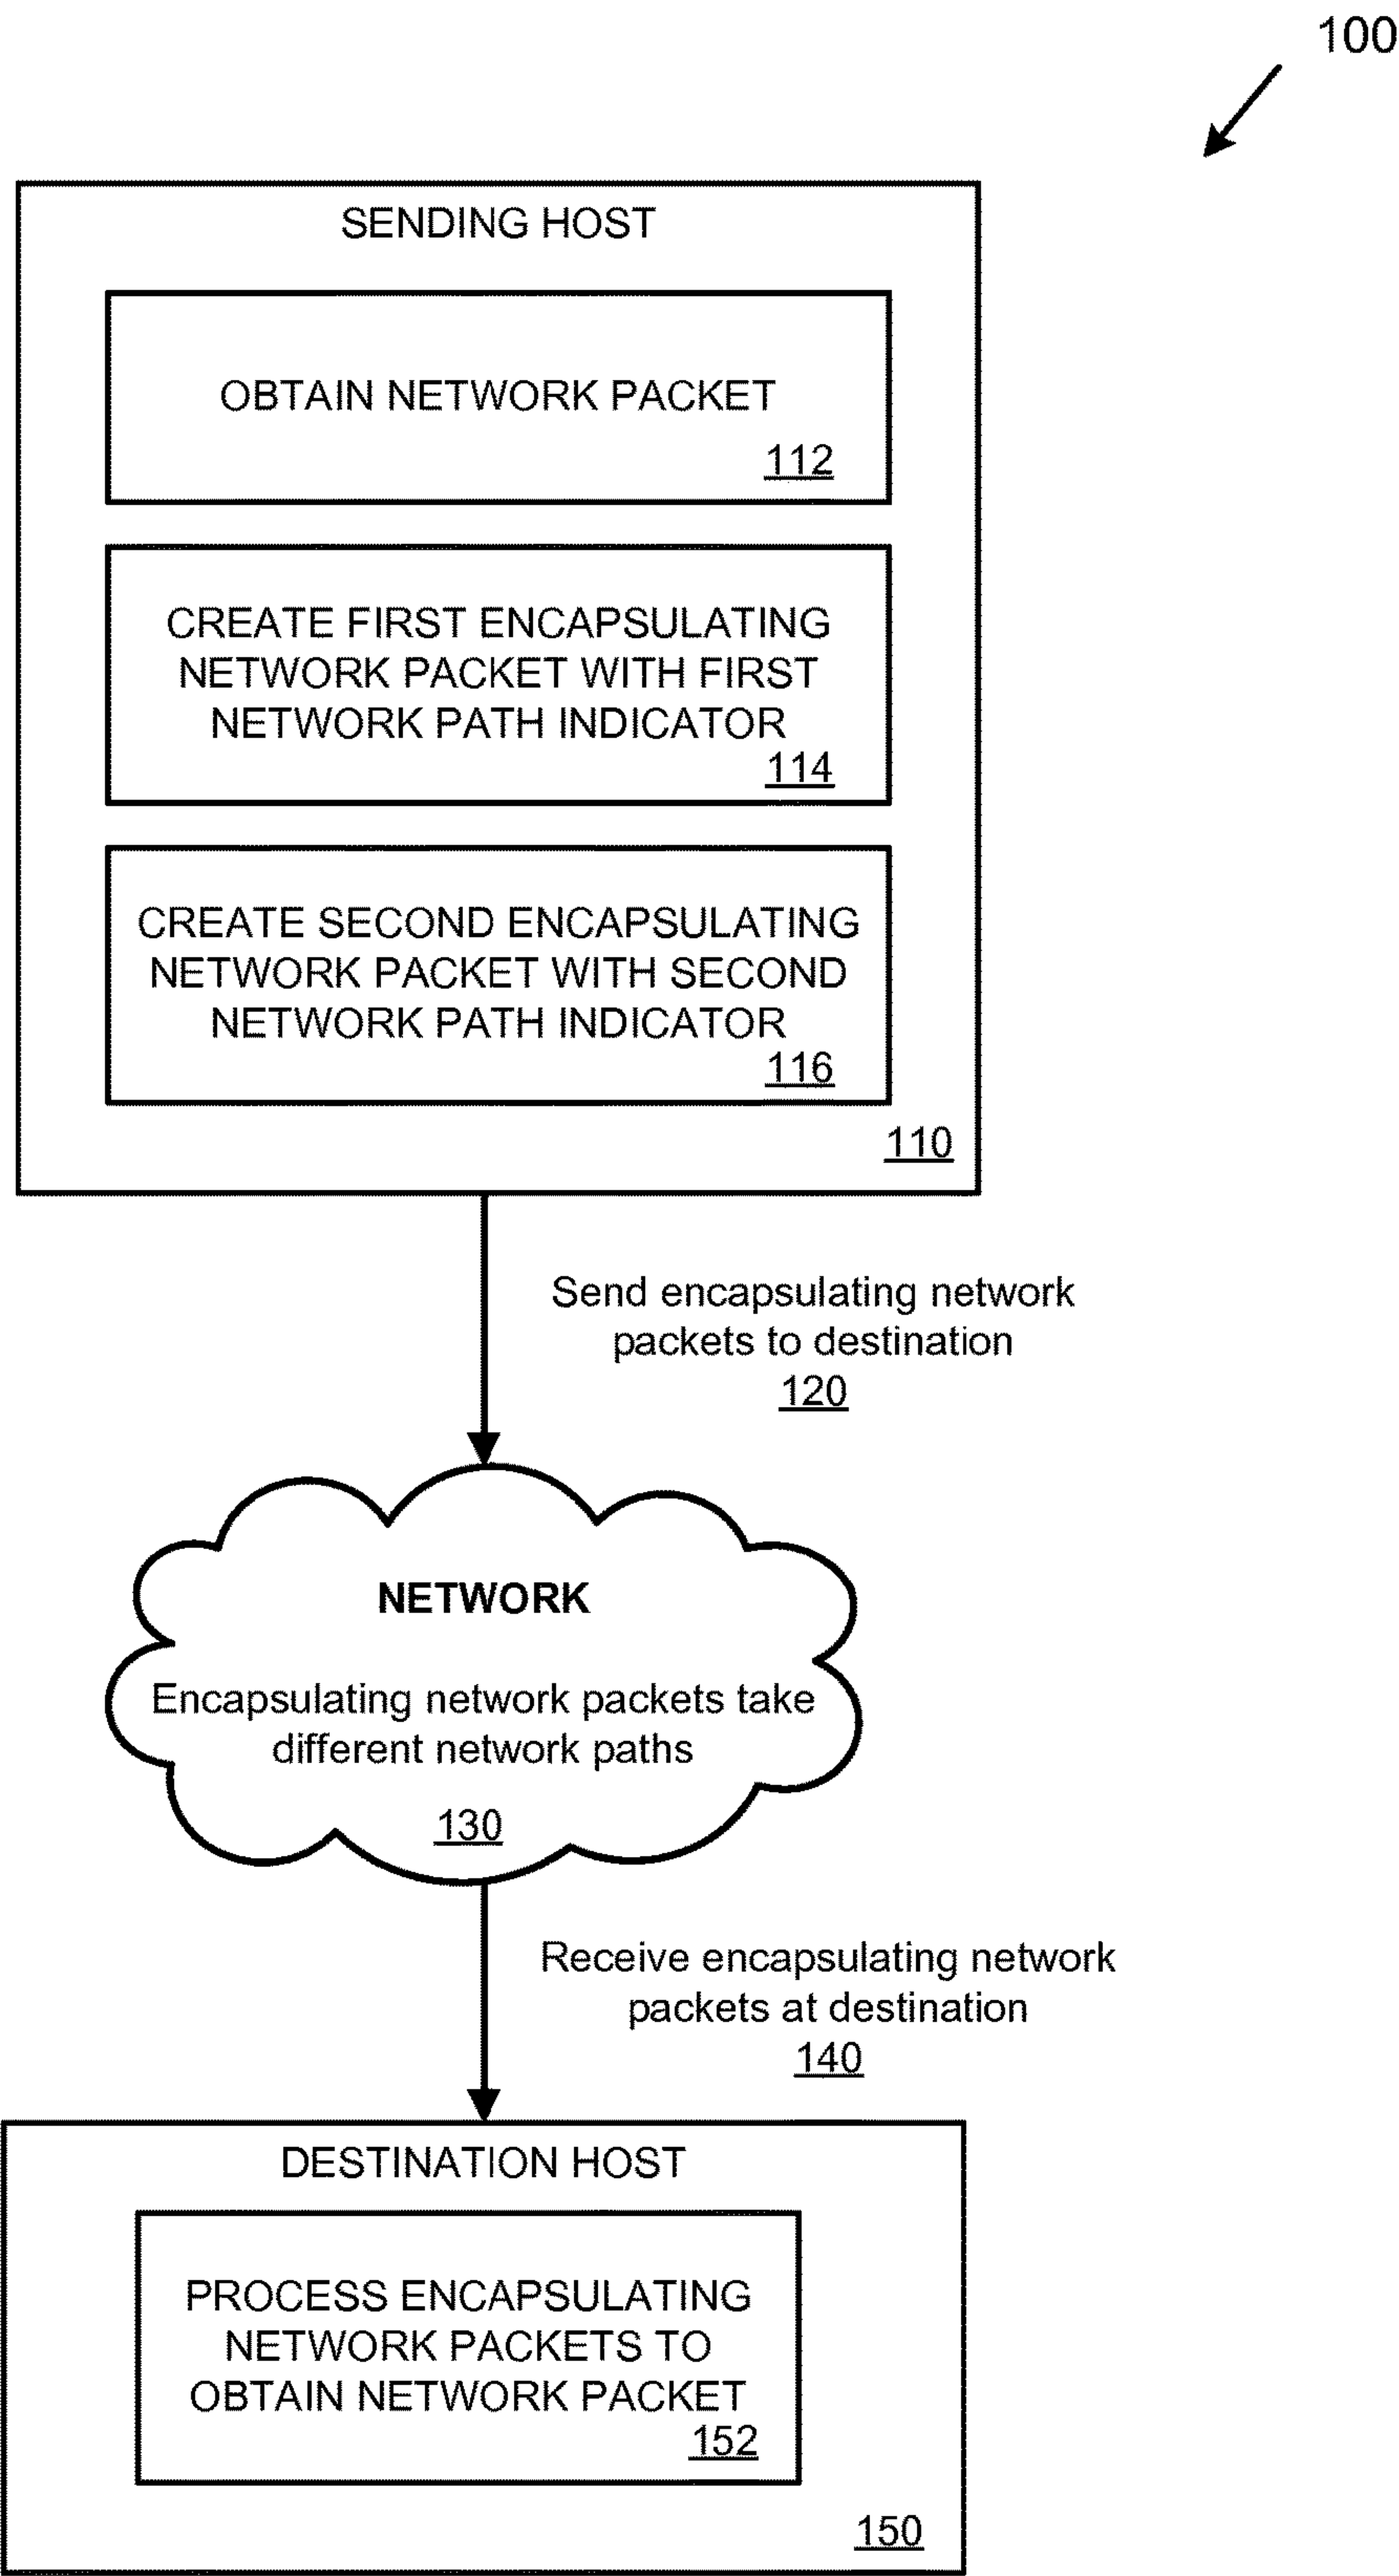 100
SENDING HOST
OBTAIN NETWORK PACKET
112
CREATE FIRST ENCAPSULATING
NETWORK PACKET WITH FIRST
NETWORK PATH INDICATOR
114
CREATE SECOND ENCAPSULATING
NETWORK PACKET WITH SECOND
NETWORK PATH INDICATOR
116
110
Send encapsulating network
packets to destination
120
NETWORK
Encapsulating network packets take
different network paths
130
Receive encapsulating network
packets at destination
140
DESTINATION HOST
PROCESS ENCAPSULATING
NETWORK PACKETS TO
OBTAIN NETWORK PACKET
152
150